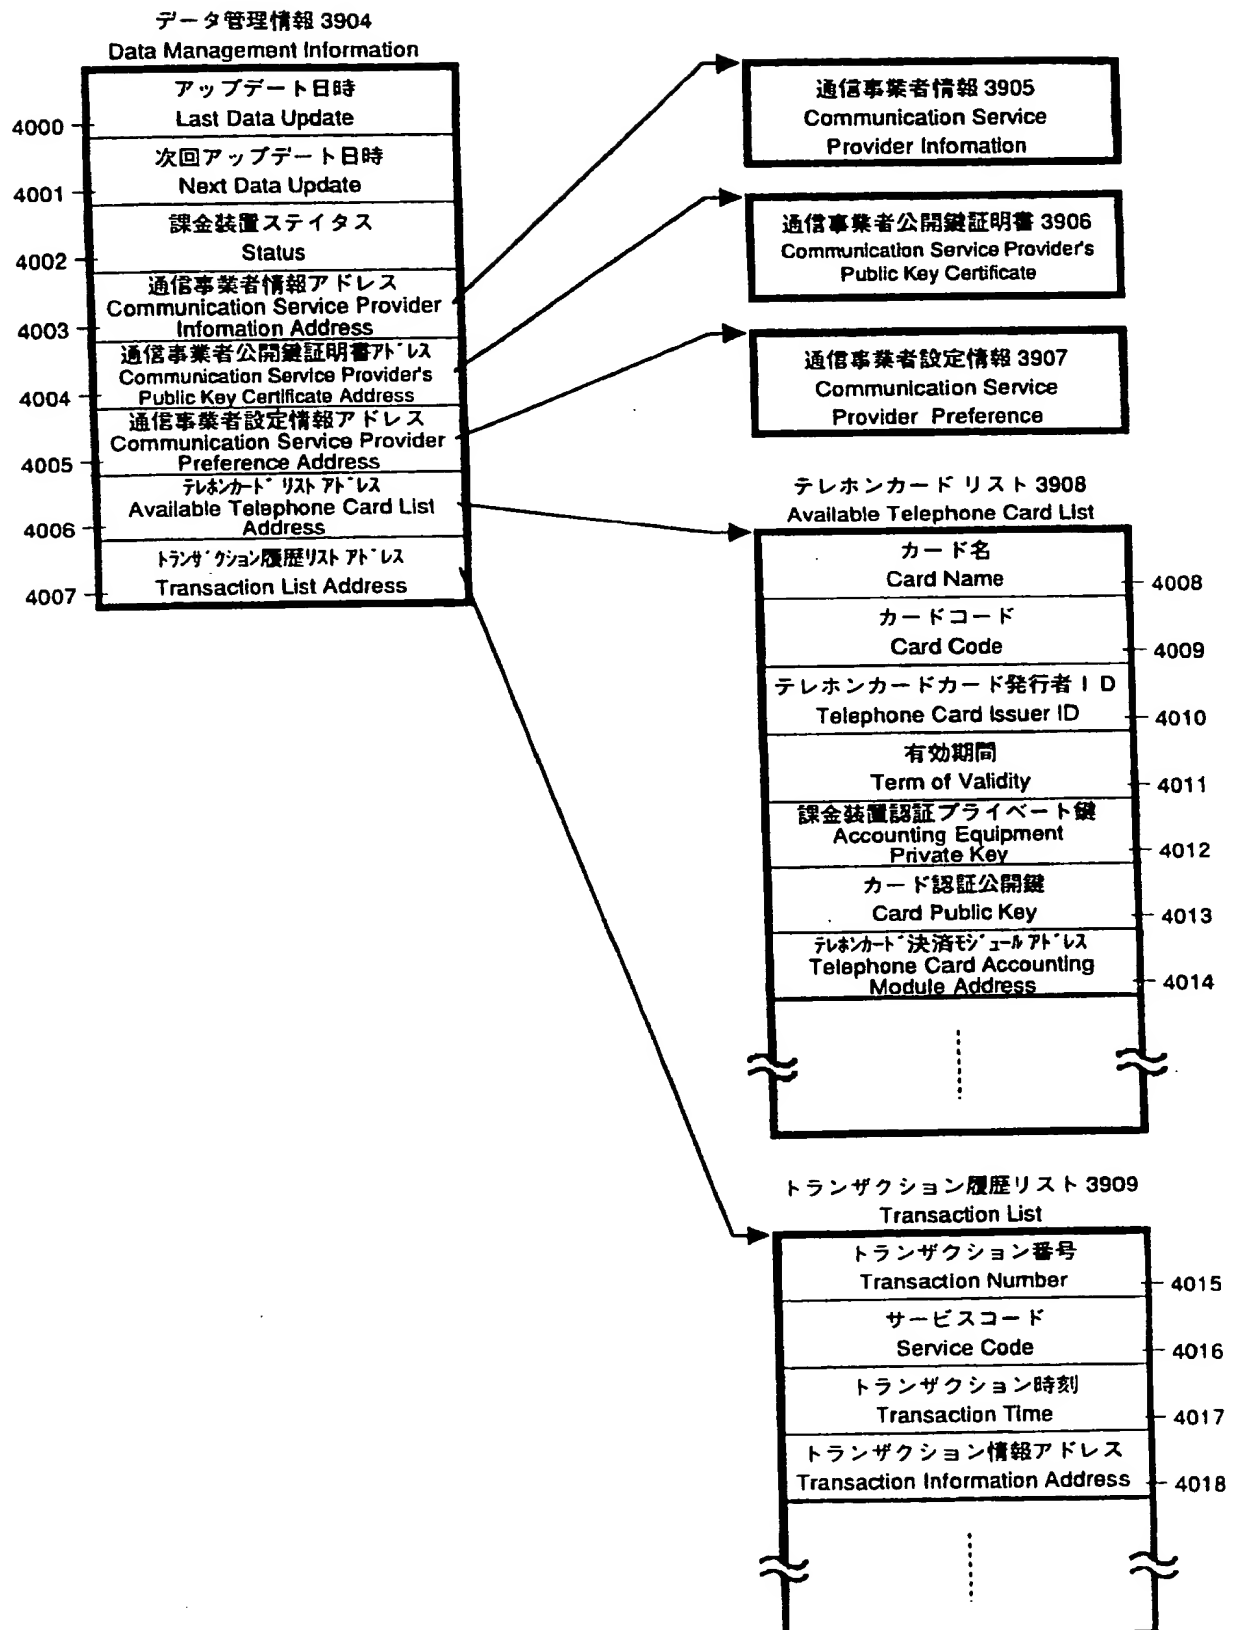 データ管理情報 3904
Data Management Information
アップデート日時
Last Data Update
4000
次回アップデート日時
Next Data Update
4001
課金装置ステイタス
Status
4002
通信事業者情報アドレス
Communication Service Provider
Infomation Address
4003
通信事業者公開鍵証明書アドレス
Communication Service Provider's
Public Key Certificate Address
4004
通信事業者設定情報アドレス
Communication Service Provider
Preference Address
4005
テレホンカード リスト アドレス
Available Telephone Card List
Address
4006
トランザクション履歴リスト アドレス
Transaction List Address
4007
通信事業者情報 3905
Communication Service
Provider Infomation
通信事業者公開鍵証明書 3906
Communication Service Provider's
Public Key Certificate
通信事業者設定情報 3907
Communication Service
Provider Preference
テレホンカード リスト 3908
Available Telephone Card List
カード名
Card Name
4008
カードコード
Card Code
4009
テレホンカードカード発行者ＩＤ
Telephone Card Issuer ID
4010
有効期間
Term of Validity
4011
課金装置認証プライベート鍵
Accounting Equipment
Private Key
4012
カード認証公開鍵
Card Public Key
4013
テレホンカード決済モジュール アドレス
Telephone Card Accounting
Module Address
4014
トランザクション履歴リスト 3909
Transaction List
トランザクション番号
Transaction Number
4015
サービスコード
Service Code
4016
トランザクション時刻
Transaction Time
4017
トランザクション情報アドレス
Transaction Information Address
4018